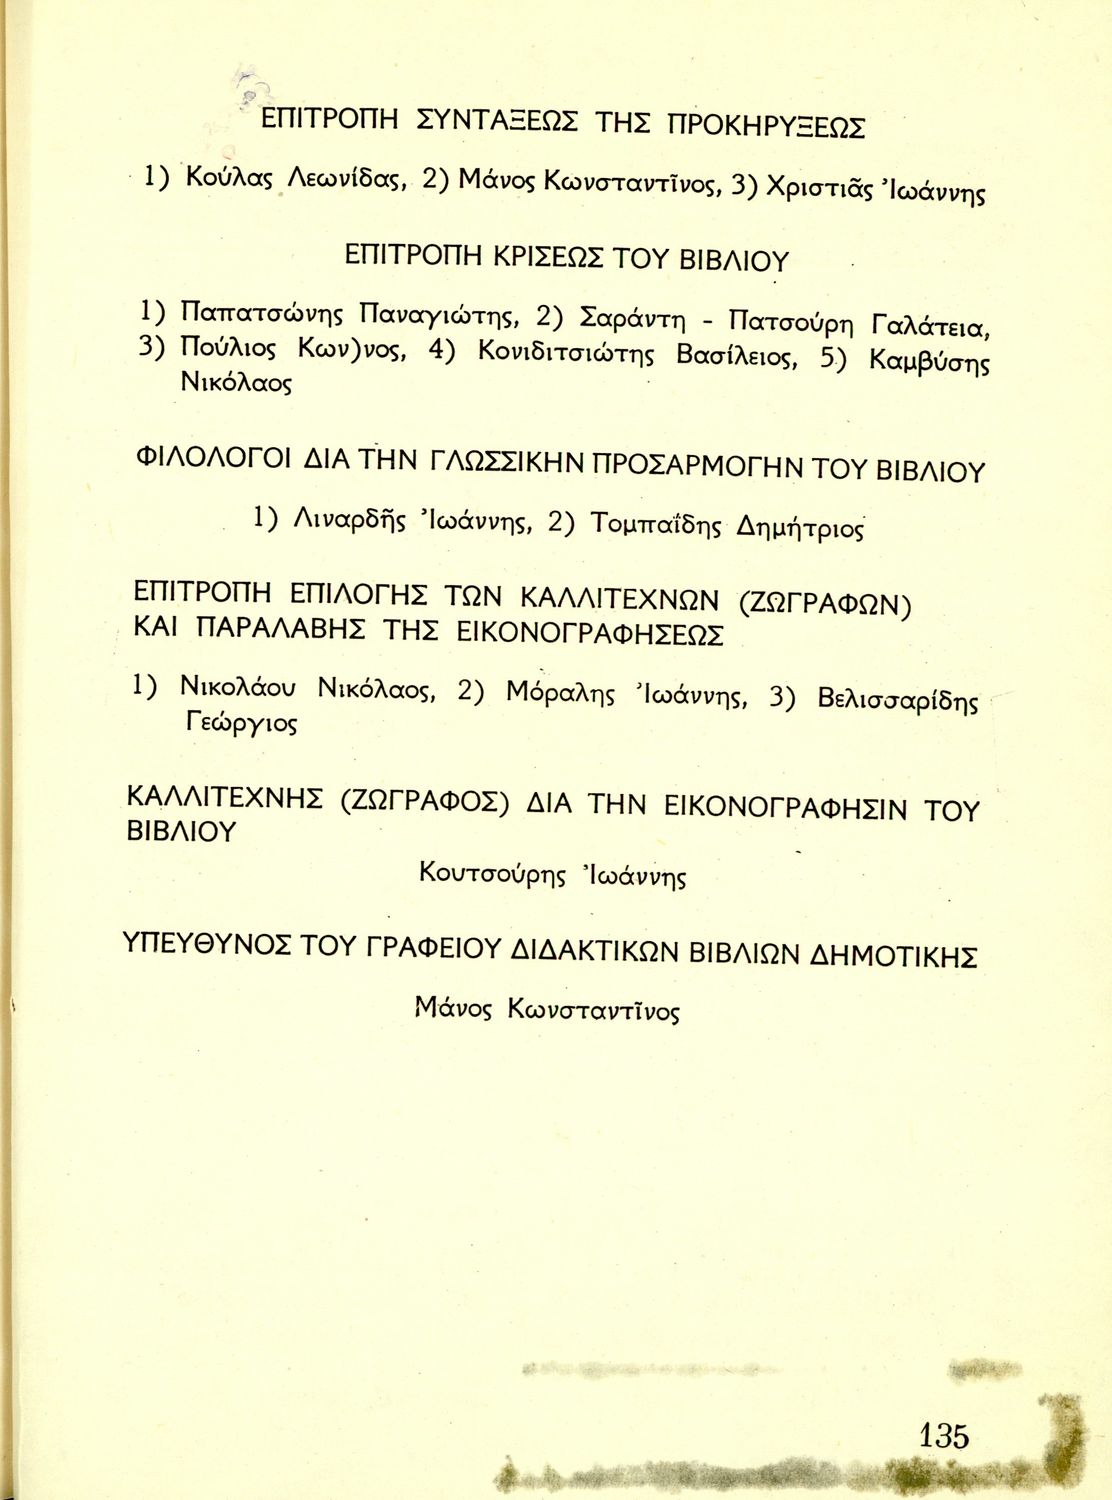 ΕΠΙΤΡΟΠΗ ΣΥΝΤΑΞΕΩΣ ΤΗΣ ΠΡΟΚΗΡΥΞΕΩΣ
1) Κούλας Λεωνίδας, 2) Μάνος Κωνσταντῖνος, 3) Χριστιᾶς Ἰωάννης
ΕΠΙΤΡΟΠΗ ΚΡΙΣΕΩΣ ΤΟΥ ΒΙΒΛΙΟΥ
1) Παπατσώνης Παναγιώτης, 2) Σαράντη - Πατσούρη Γαλάτεια,
3) Πούλιος Κων)νος, 4) Κονιδιτσιώτης Βασίλειος, 5) Καμβύσης
Νικόλαος
ΦΙΛΟΛΟΓΟΙ ΔΙΑ ΤΗΝ ΓΛΩΣΣΙΚΗΝ ΠΡΟΣΑΡΜΟΓΗΝ ΤΟΥ ΒΙΒΛΙΟΥ
1) Λιναρδῆς Ἰωάννης, 2) Τομπαΐδης Δημήτριος
ΕΠΙΤΡΟΠΗ ΕΠΙΛΟΓΗΣ ΤΩΝ ΚΑΛΛΙΤΕΧΝΩΝ (ΖΩΓΡΑΦΩΝ)
ΚΑΙ ΠΑΡΑΛΑΒΗΣ ΤΗΣ ΕΙΚΟΝΟΓΡΑΦΗΣΕΩΣ
1) Νικολάου Νικόλαος, 2) Μόραλης Ἰωάννης, 3) Βελισσαρίδης
Γεώργιος
ΚΑΛΛΙΤΕΧΝΗΣ (ΖΩΓΡΑΦΟΣ) ΔΙΑ ΤΗΝ ΕΙΚΟΝΟΓΡΑΦΗΣΙΝ ΤΟΥ
ΒΙΒΛΙΟΥ
Κουτσούρης Ἰωάννης
ΥΠΕΥΘΥΝΟΣ ΤΟΥ ΓΡΑΦΕΙΟΥ ΔΙΔΑΚΤΙΚΩΝ ΒΙΒΛΙΩΝ ΔΗΜΟΤΙΚΗΣ
Μάνος Κωνσταντῖνος
135